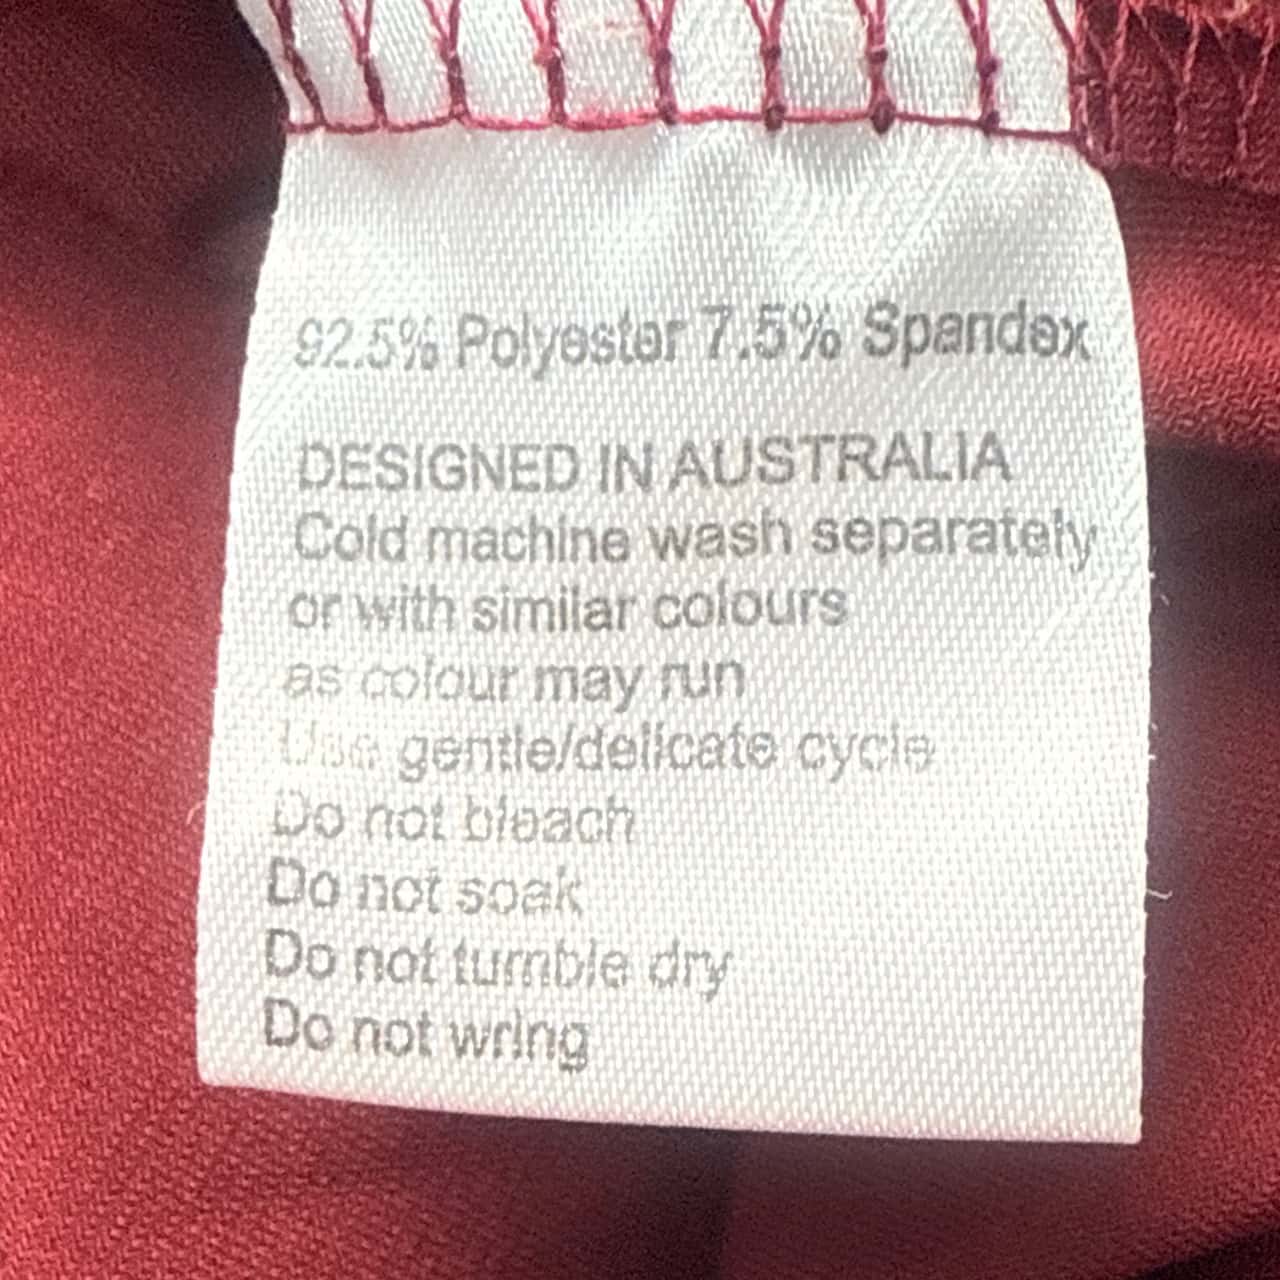 92.5% Polyester 7.5% Spandex
DESIGNED IN AUSTRALIA
Cold machine wash separately
or with similar colours
as colour may run
Use gentle/delicate cycle
Do not bleach
Do not soak
Do not tumble dry
Do not wring